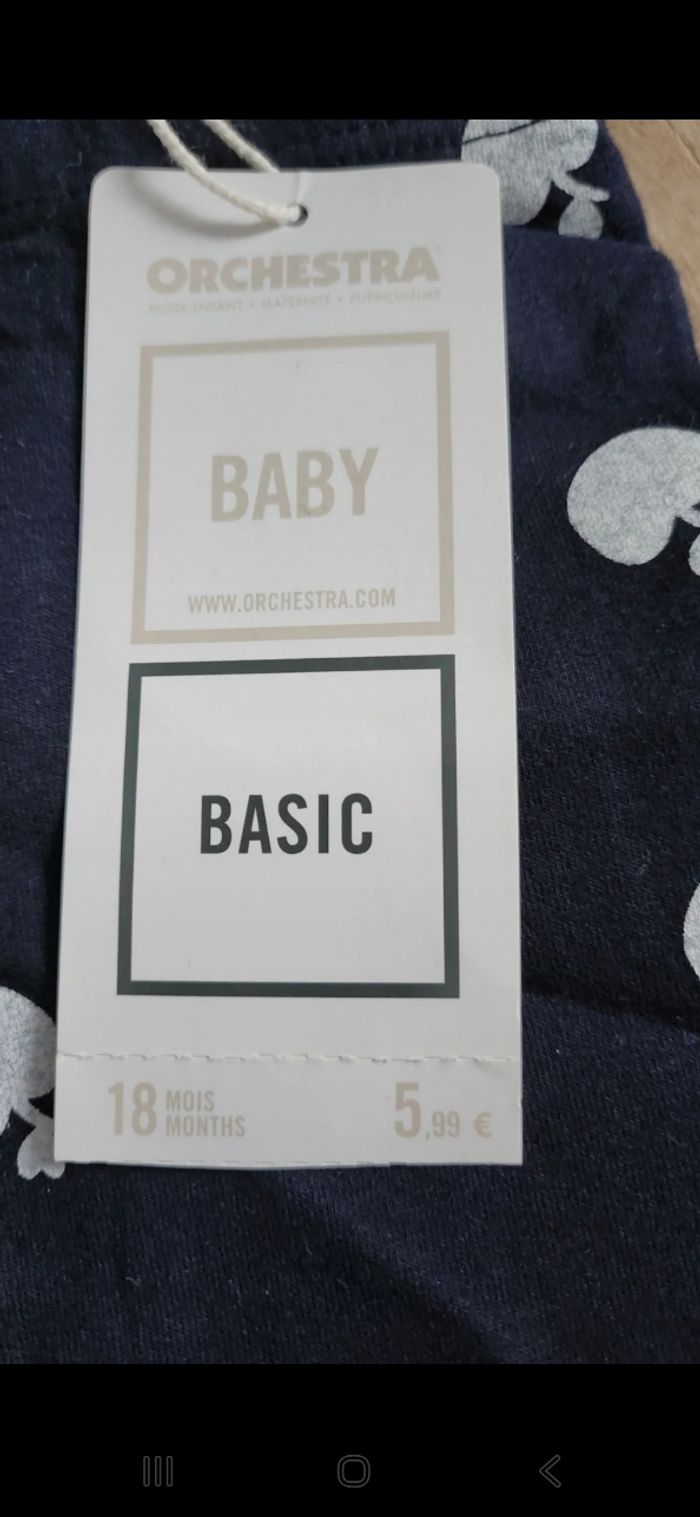 ORCHESTRA
MODE ENFANT • MATERNITÉ • PUÉRICULTURE
BABY
WWW.ORCHESTRA.COM
BASIC
18 MOIS
MONTHS
5,99 €